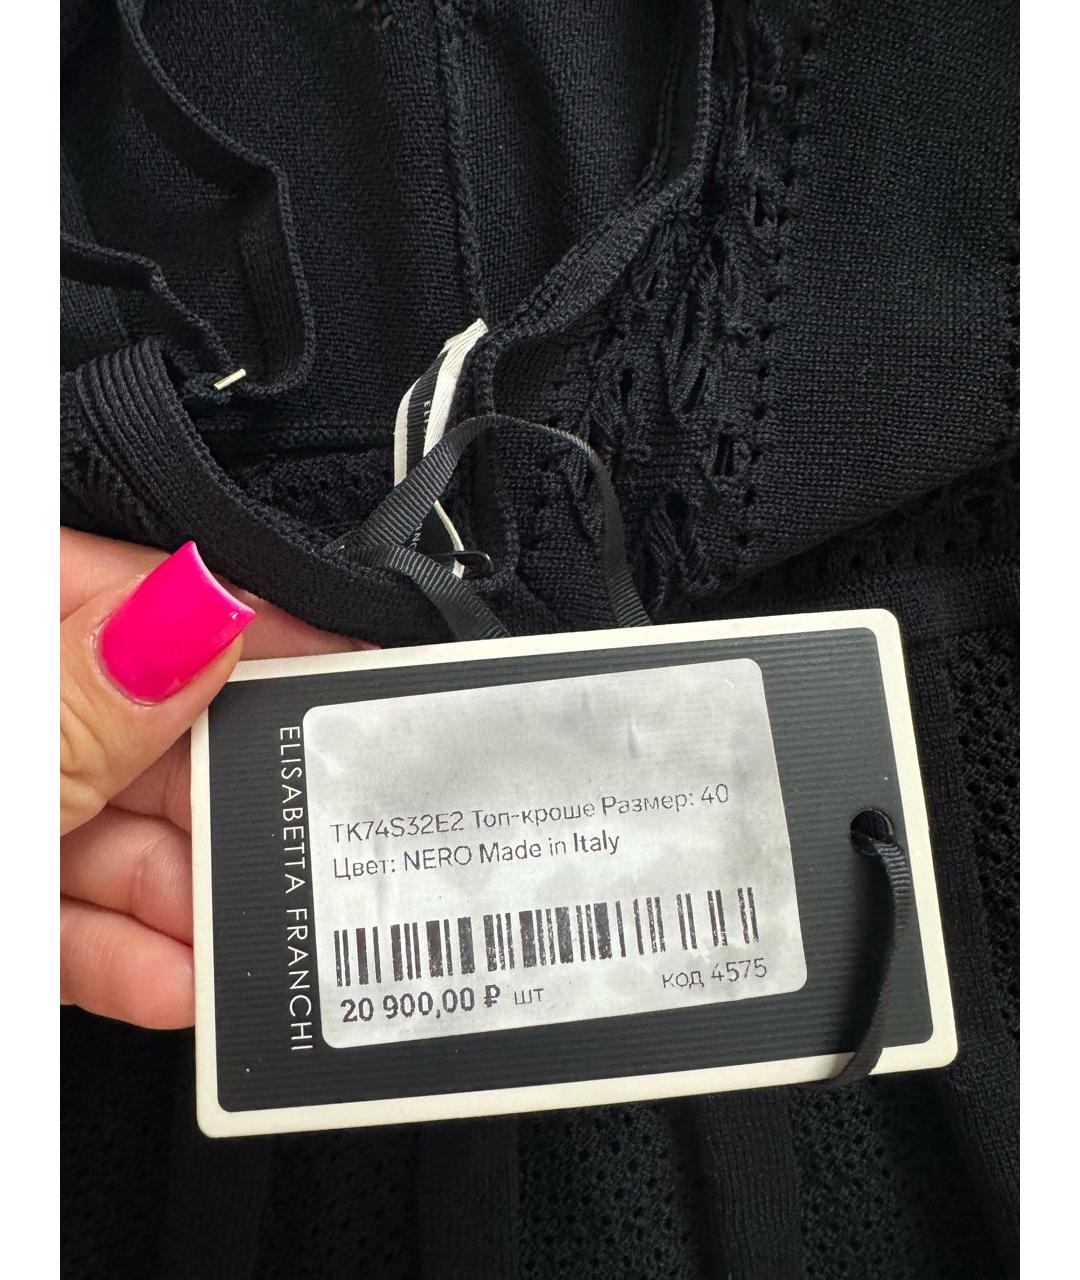 ELISABETTA FRANCHI
TK74S32E2 Топ-кроше Размер: 40
Цвет: NERO Made in Italy
20 900,00 ₽ шт
код 4575